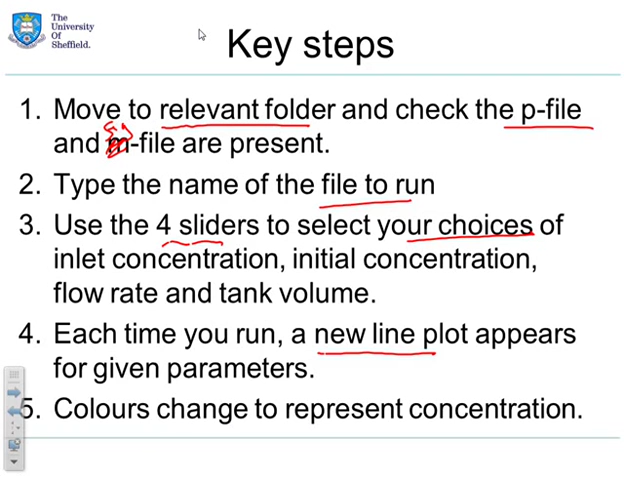 The
University
Of
Sheffield.
Key steps
1. Move to relevant folder and check the p-file
and -file are present.
2. Type the name of the file to run
3. Use the 4 sliders to select your choices of
inlet concentration, initial concentration,
flow rate and tank volume.
4. Each time you run, a new line plot appears
for given parameters.
5. Colours change to represent concentration.